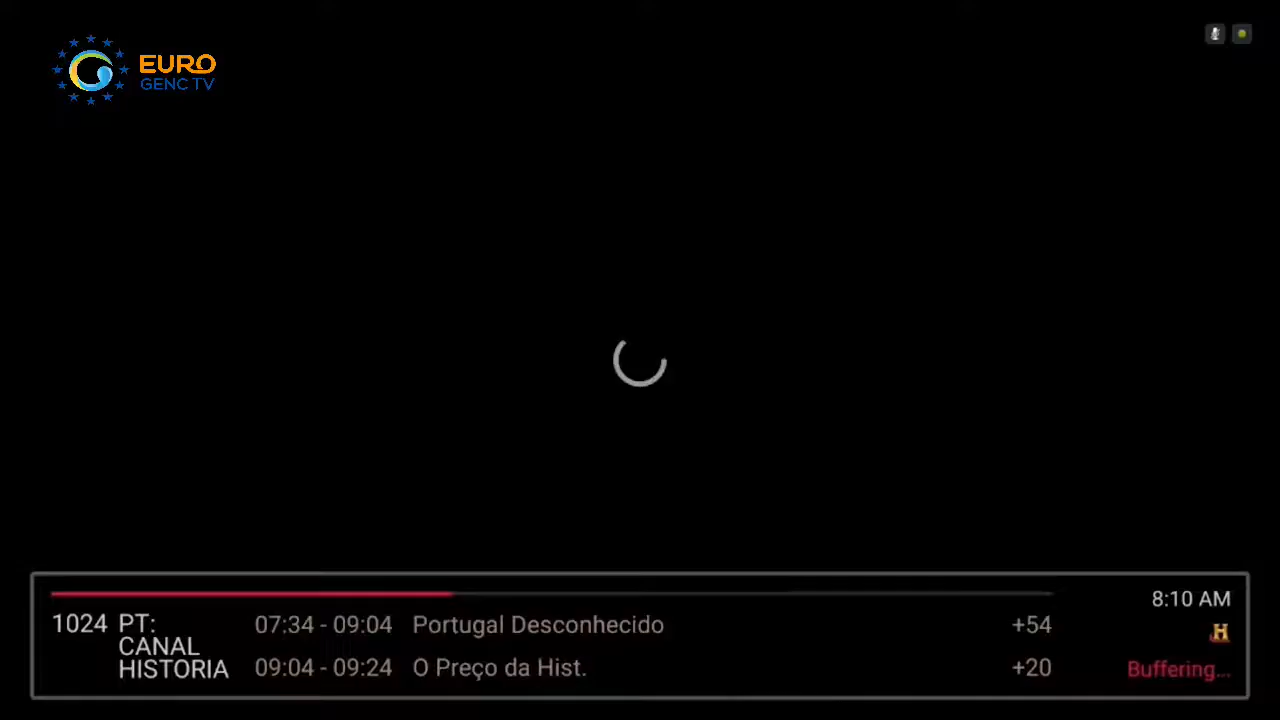 EURO
GENC TV
8:10 AM
1024 PT: CANAL HISTORIA
07:34 - 09:04 Portugal Desconhecido +54
09:04 - 09:24 O Preço da Hist. +20
H
Buffering...